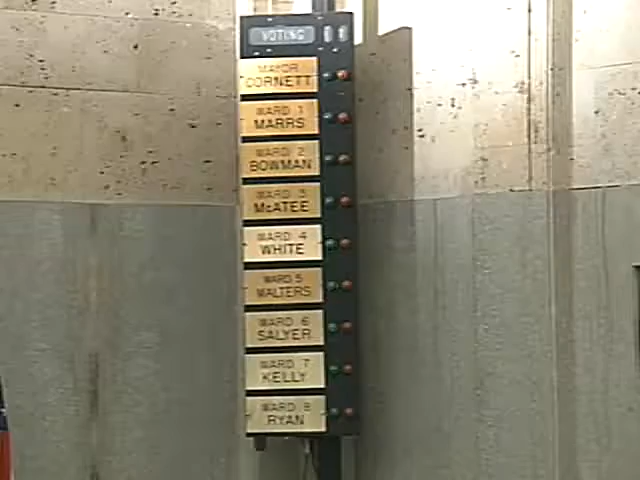 VOTING
MAYOR
CORNETT
WARD 1
MARRS
WARD 2
BOWMAN
WARD 3
McATEE
WARD 4
WHITE
WARD 5
WALTERS
WARD 6
SALYER
WARD 7
KELLY
WARD 8
RYAN